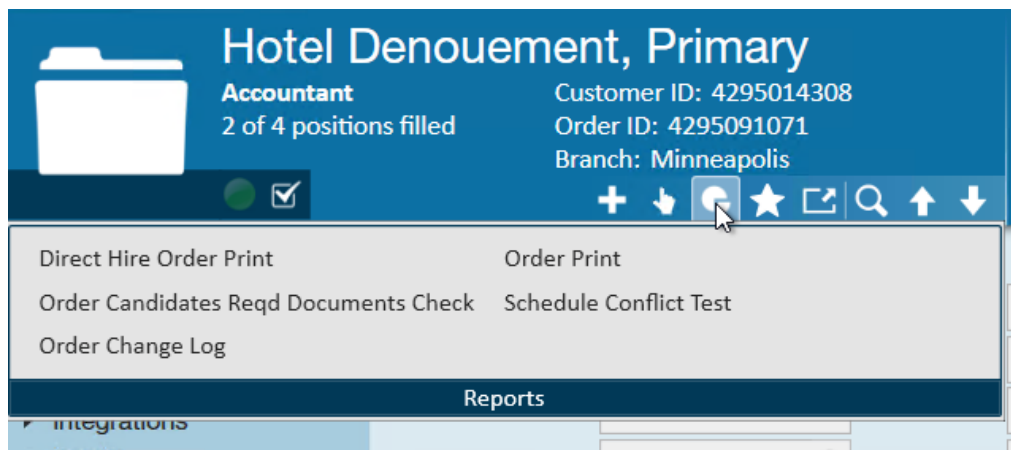 Hotel Denouement, Primary
Accountant
2 of 4 positions filled
Customer ID: 4295014308
Order ID: 4295091071
Branch: Minneapolis
Direct Hire Order Print
Order Print
Order Candidates Reqd Documents Check
Schedule Conflict Test
Order Change Log
Reports
Integrations